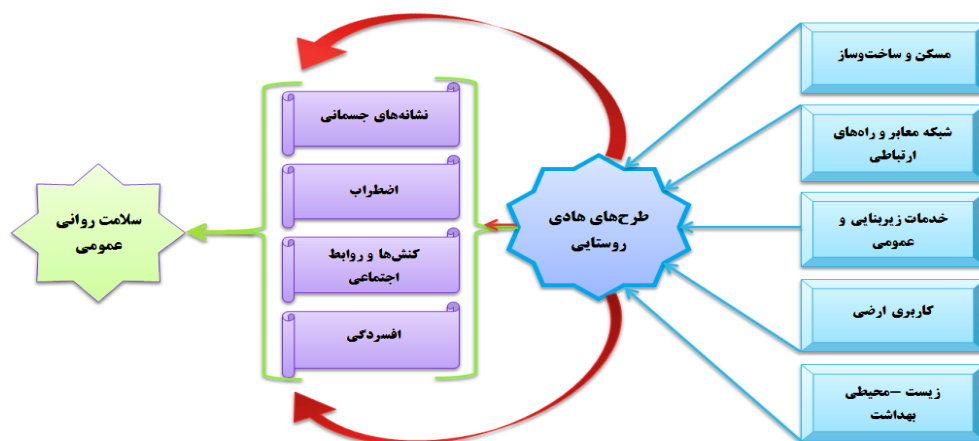 مسکن و ساخت‌وساز
شبکه معابر و راه‌های
ارتباطی
خدمات زیربنایی و
عمومی
کاربری ارضی
زیست –محیطی
بهداشت
طرح‌های هادی
روستایی
نشانه‌های جسمانی
اضطراب
کنش‌ها و روابط
اجتماعی
افسردگی
سلامت روانی
عمومی